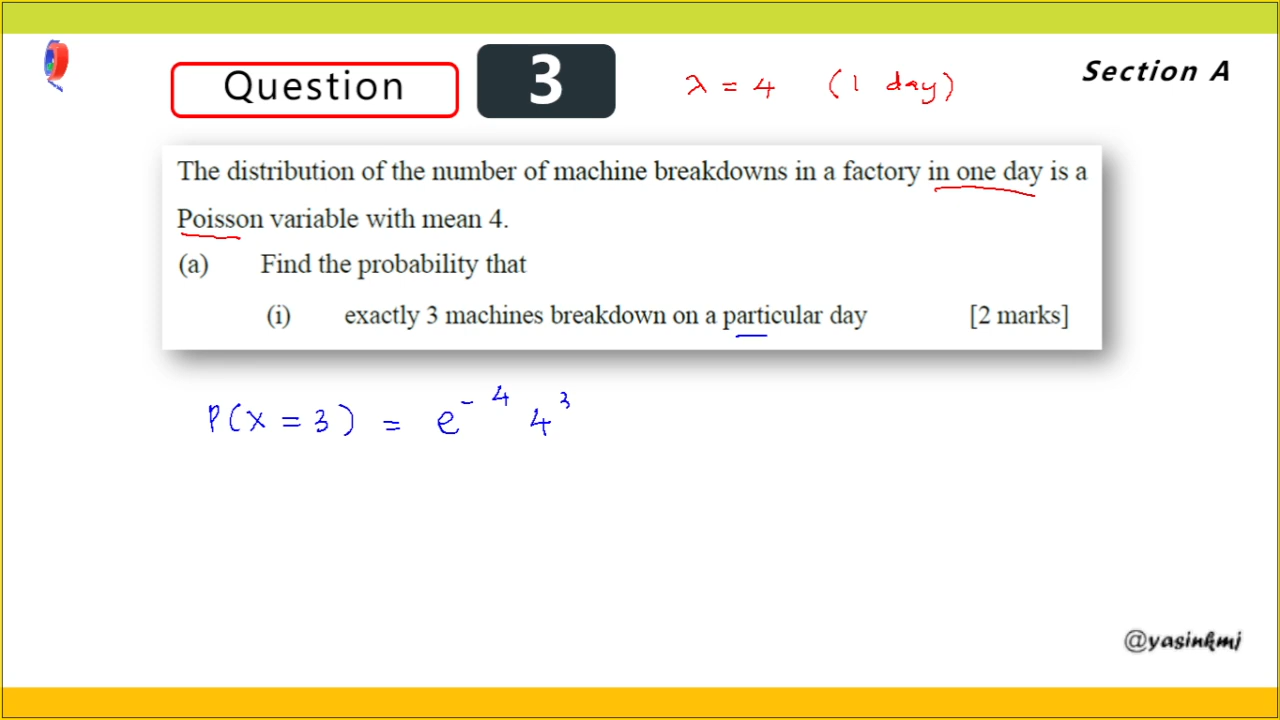 Question 3 λ = 4 (1 day) Section A
The distribution of the number of machine breakdowns in a factory in one day is a
Poisson variable with mean 4.
(a) Find the probability that
(i) exactly 3 machines breakdown on a particular day [2 marks]
P(X = 3) = e⁻⁴ 4³
@yasinkmj